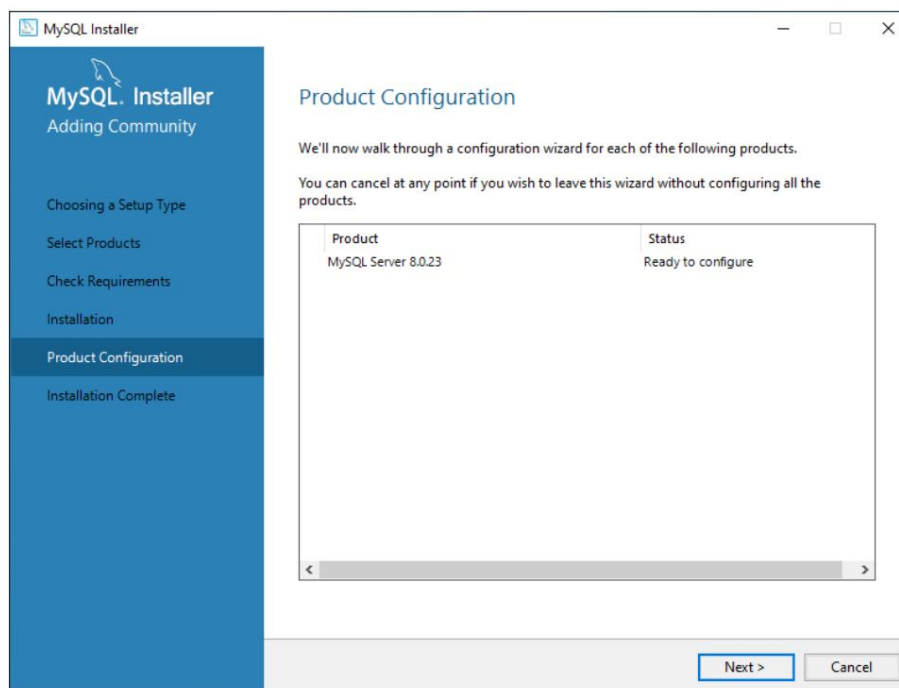 MySQL Installer
MySQL. Installer
Adding Community
Choosing a Setup Type
Select Products
Check Requirements
Installation
Product Configuration
Installation Complete
Product Configuration
We'll now walk through a configuration wizard for each of the following products.
You can cancel at any point if you wish to leave this wizard without configuring all the
products.
Product Status
MySQL Server 8.0.23 Ready to configure
Next > Cancel